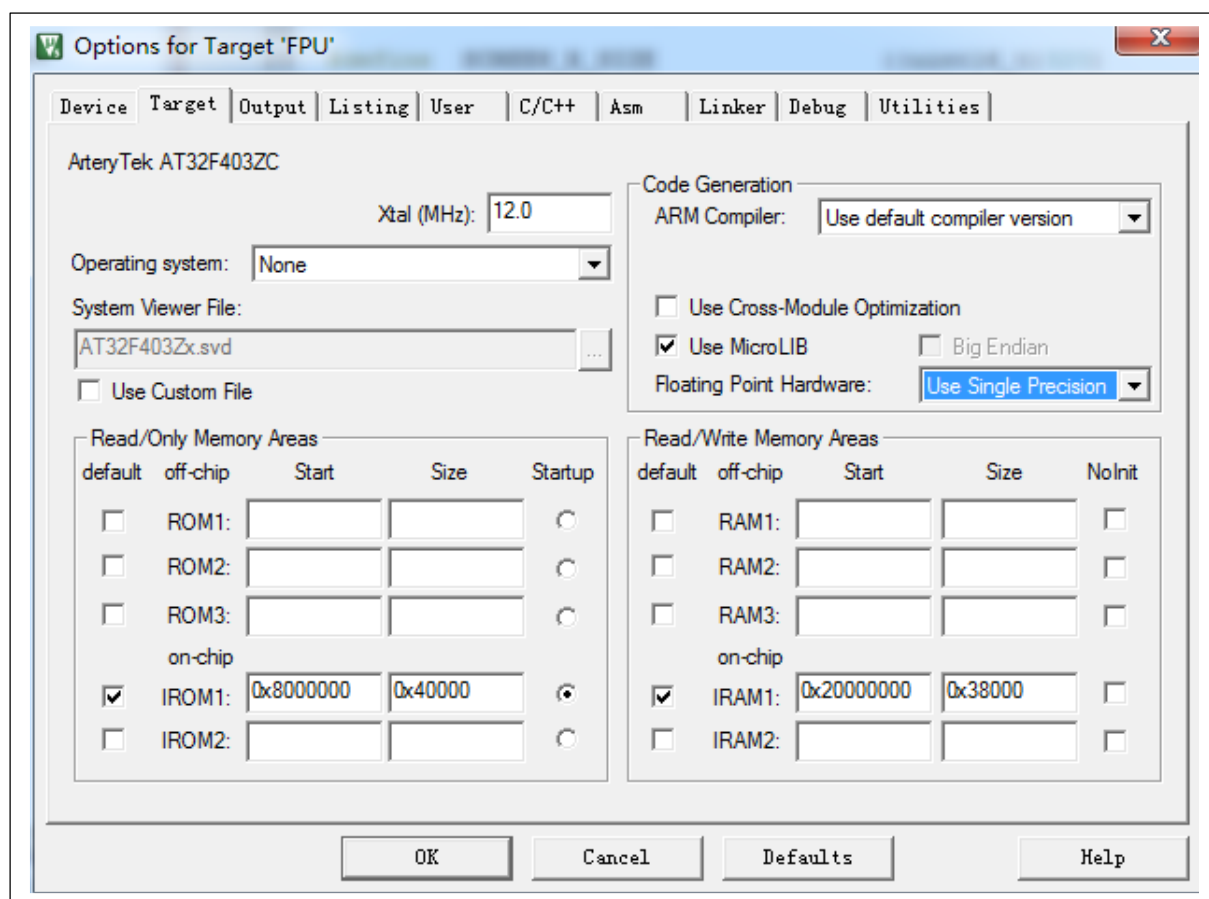 Options for Target 'FPU'
Device Target Output Listing User C/C++ Asm Linker Debug Utilities
ArteryTek AT32F403ZC
Xtal (MHz): 12.0
Operating system: None
System Viewer File:
AT32F403Zx.svd ...
Use Custom File
Code Generation
ARM Compiler: Use default compiler version
Use Cross-Module Optimization
Use MicroLIB Big Endian
Floating Point Hardware: Use Single Precision
Read/Only Memory Areas
default off-chip Start Size Startup
ROM1:
ROM2:
ROM3:
on-chip
IROM1: 0x8000000 0x40000
IROM2:
Read/Write Memory Areas
default off-chip Start Size NoInit
RAM1:
RAM2:
RAM3:
on-chip
IRAM1: 0x20000000 0x38000
IRAM2:
OK Cancel Defaults Help